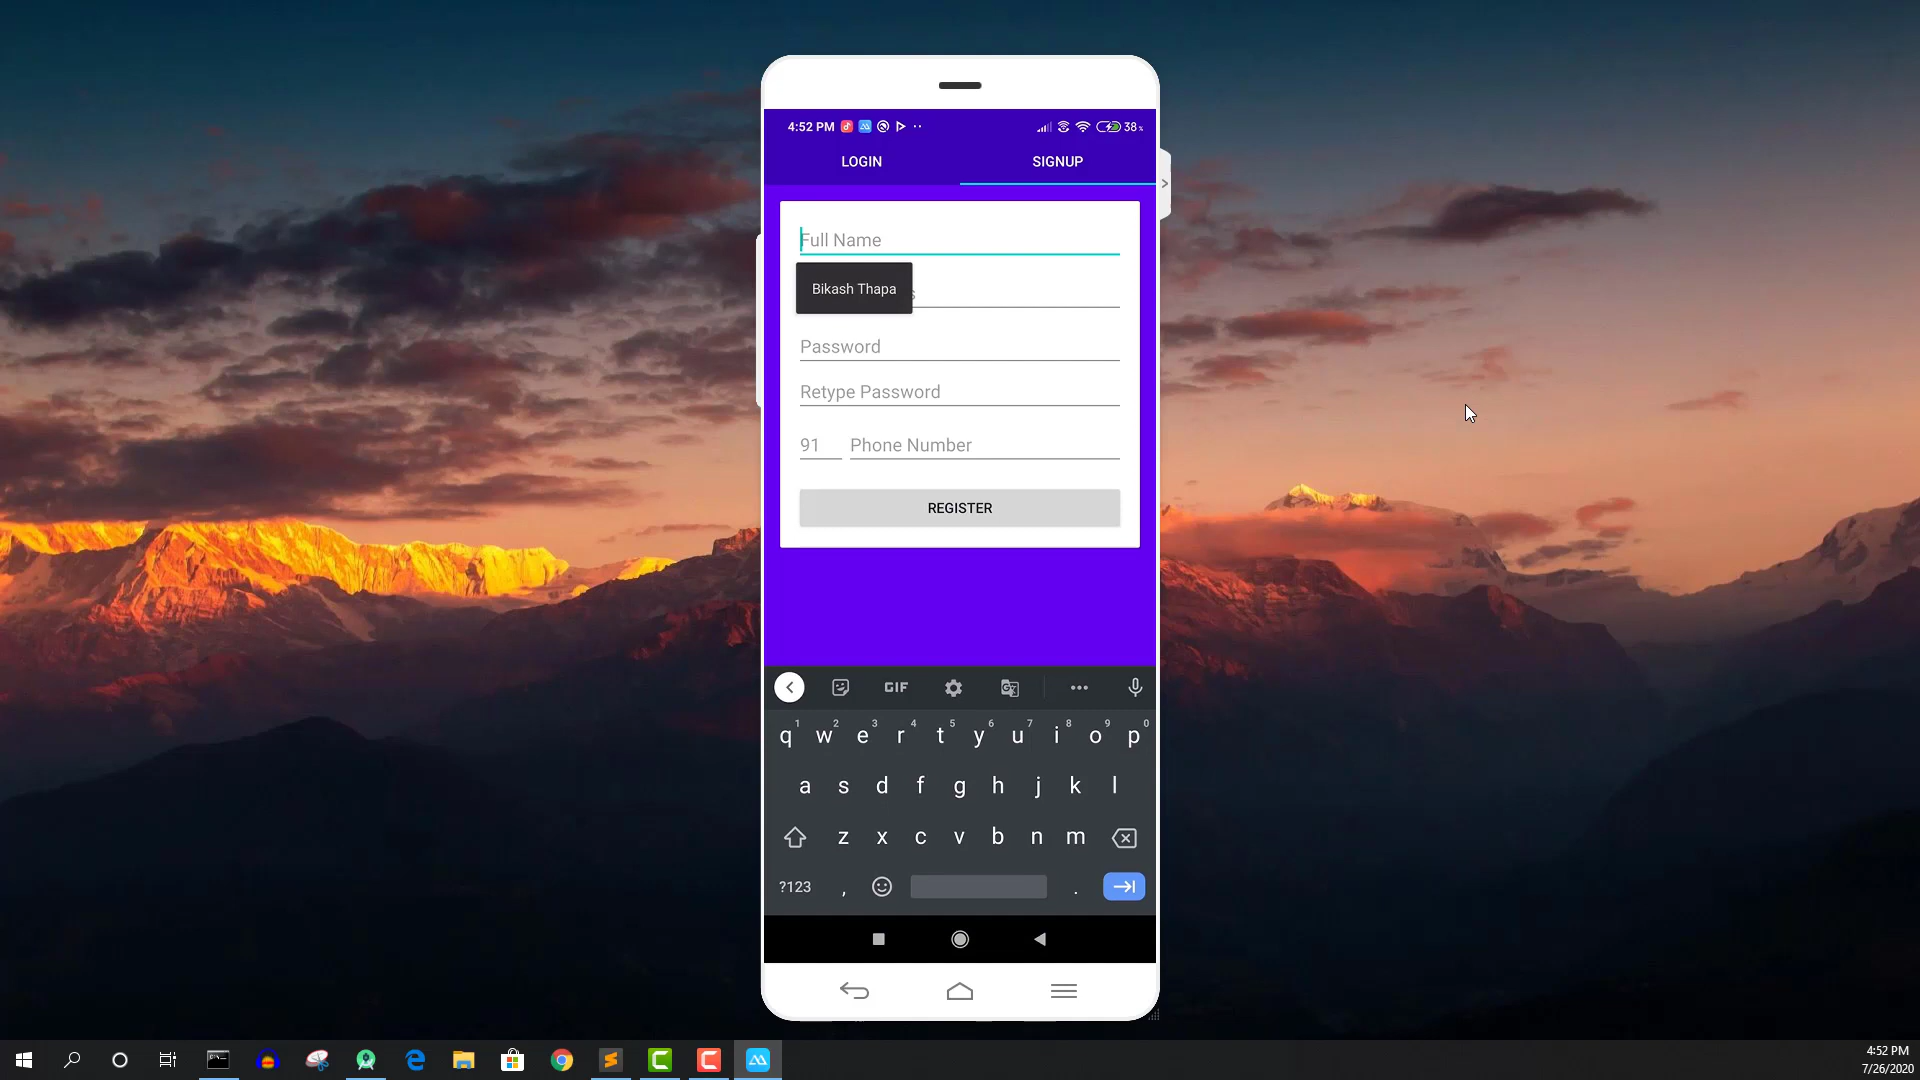 4:52 PM
38%
LOGIN
SIGNUP
Full Name
Bikash Thapa
s
Password
Retype Password
91
Phone Number
REGISTER
GIF
q 1 w 2 e 3 r 4 t 5 y 6 u 7 i 8 o 9 p 0
a s d f g h j k l
z x c v b n m
?123 , .
4:52 PM
7/26/2020